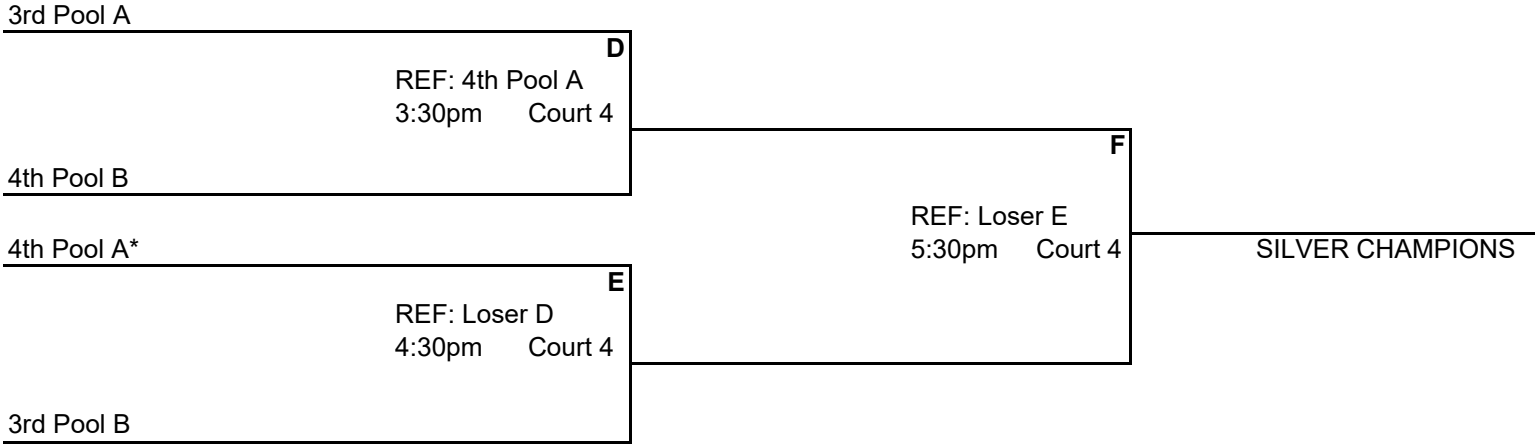 3rd Pool A
D
REF: 4th Pool A
3:30pm Court 4
4th Pool B
4th Pool A*
E
REF: Loser D
4:30pm Court 4
3rd Pool B
F
REF: Loser E
5:30pm Court 4
SILVER CHAMPIONS